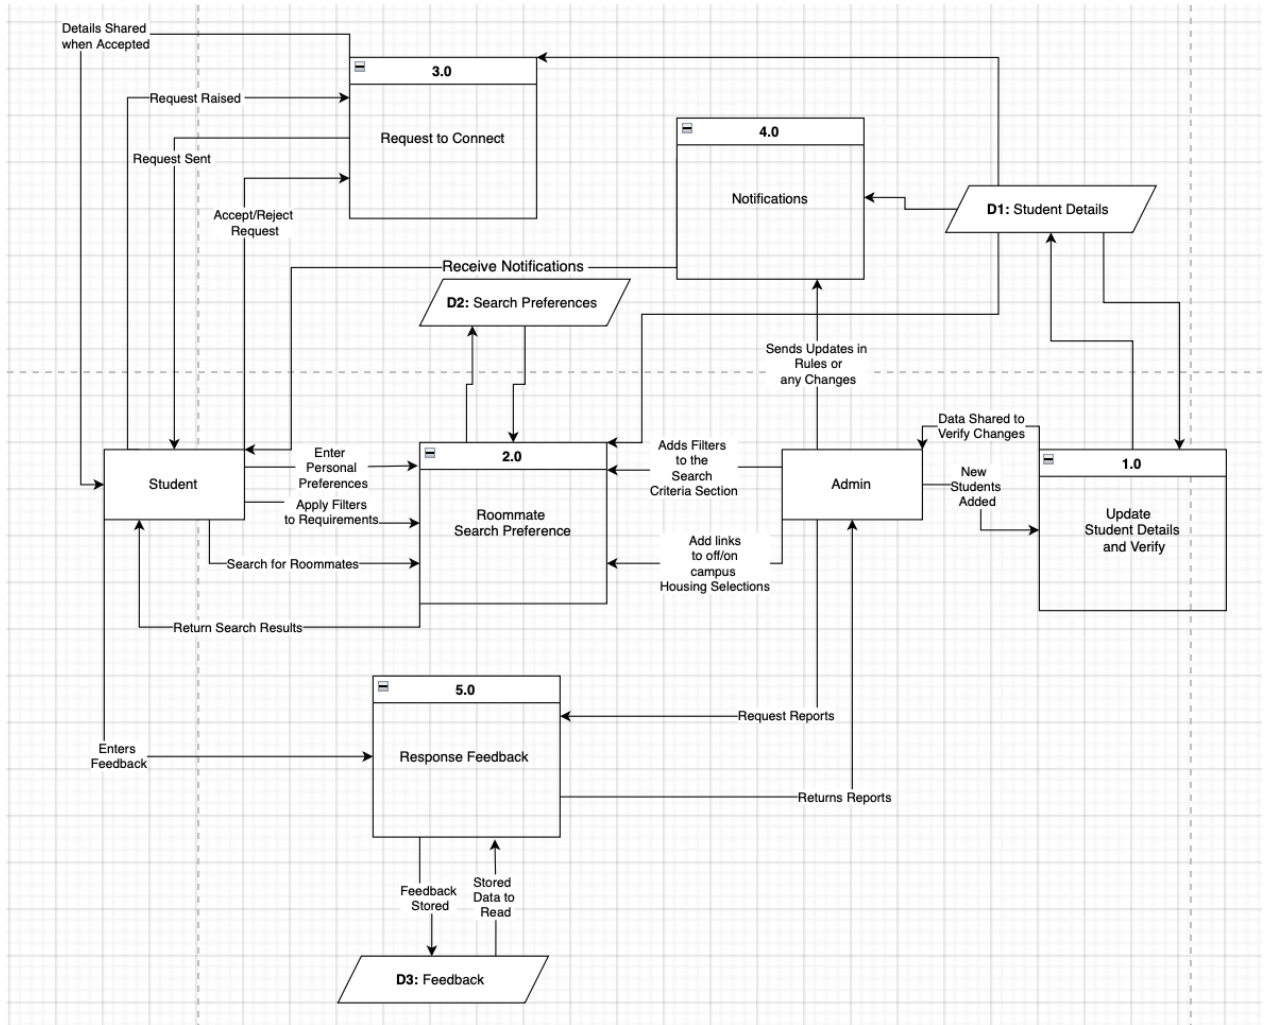 Details Shared
when Accepted
3.0
Request Raised
Request to Connect
Request Sent
Accept/Reject
Request
4.0
Notifications
D1: Student Details
Receive Notifications
D2: Search Preferences
Sends Updates in
Rules or
any Changes
Data Shared to
Verify Changes
Enter
Personal
Preferences
2.0
Adds Filters
to the
Search
Criteria Section
1.0
Student
Admin
New
Students
Added
Apply Filters
to Requirements
Roommate
Search Preference
Update
Student Details
and Verify
Search for Roommates
Add links
to off/on
campus
Housing Selections
Return Search Results
5.0
Request Reports
Enters
Feedback
Response Feedback
Returns Reports
Feedback
Stored
Stored
Data to
Read
D3: Feedback